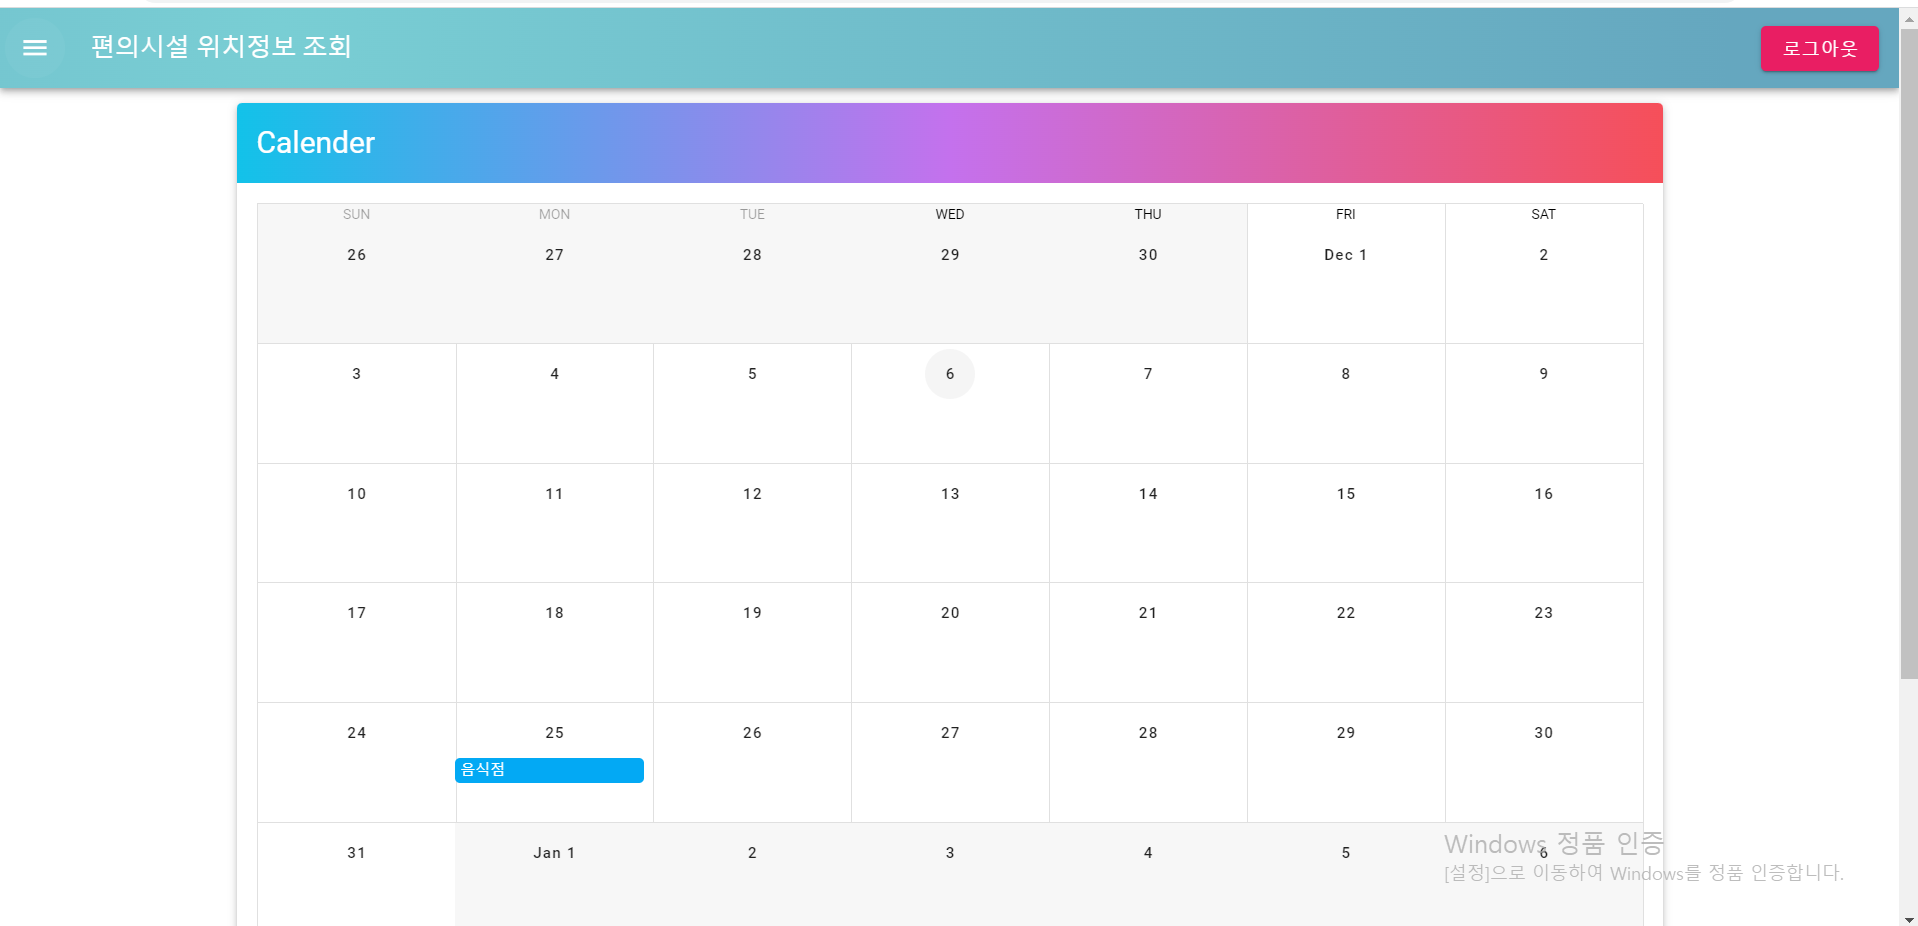 편의시설 위치정보 조회
로그아웃
Calender
SUN MON TUE WED THU FRI SAT
26 27 28 29 30 Dec 1 2
3 4 5 6 7 8 9
10 11 12 13 14 15 16
17 18 19 20 21 22 23
24 25 26 27 28 29 30
음식점
31 Jan 1 2 3 4 5 6
Windows 정품 인증
[설정]으로 이동하여 Windows를 정품 인증합니다.